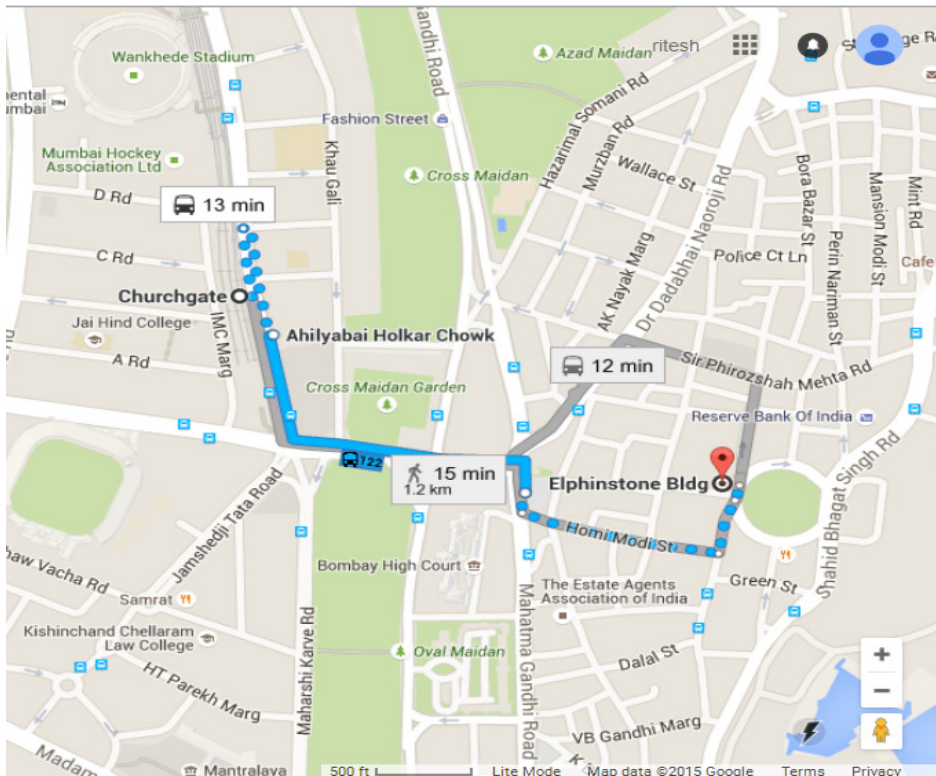 Wankhede Stadium
Gandhi Road
Azad Maidan
ritesh
Fashion Street
Hazarimal Somani Rd
Murzban Rd
Mumbai Hockey
Association Ltd
Khau Gali
Cross Maidan
Wallace St
Bora Bazar St
Mansion Modi St
Mint Rd
D Rd
13 min
Dr Dadabhai Naoroji Rd
Perin Nariman St
Police Ct Ln
C Rd
AK Nayak Marg
Cafe
Churchgate
IMC Marg
Jai Hind College
Ahilyabai Holkar Chowk
A Rd
12 min
Sir Phirozshah Mehta Rd
Cross Maidan Garden
Reserve Bank Of India
122
15 min
1.2 km
Elphinstone Bldg
Jamshedji Tata Road
Shahid Bhagat Singh Rd
Homi Modi St
haw Vacha Rd
Bombay High Court
The Estate Agents
Association of India
Green St
Samrat
Kishinchand Chellaram
Law College
Maharshi Karve Rd
Oval Maidan
Mahatma Gandhi Road
Dalal St
HT Parekh Marg
VB Gandhi Marg
Madam
Mantralaya
500 ft
Lite Mode
Map data ©2015 Google
Terms
Privacy